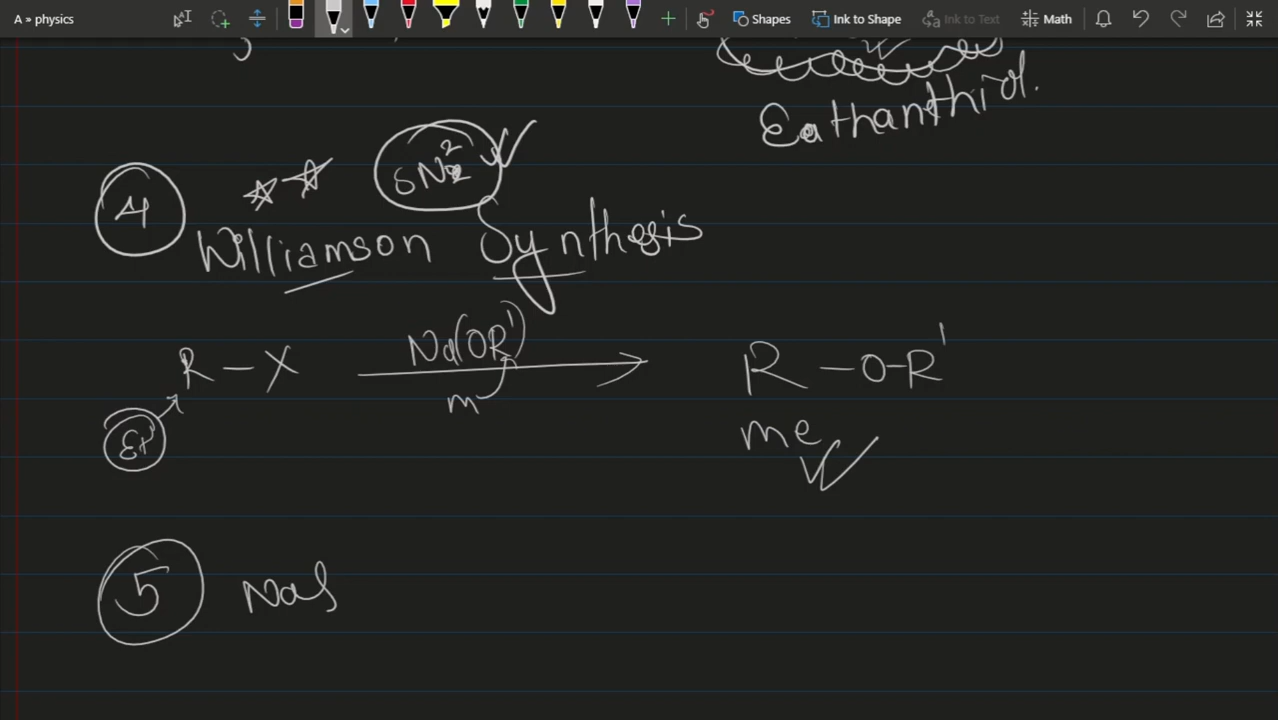 A » physics
Shapes Ink to Shape Ink to Text Math
Eathanthiol.
4
SN2
Williamson Synthesis
R - X Na(OR') R - O-R'
m
Et
me
5 NaS